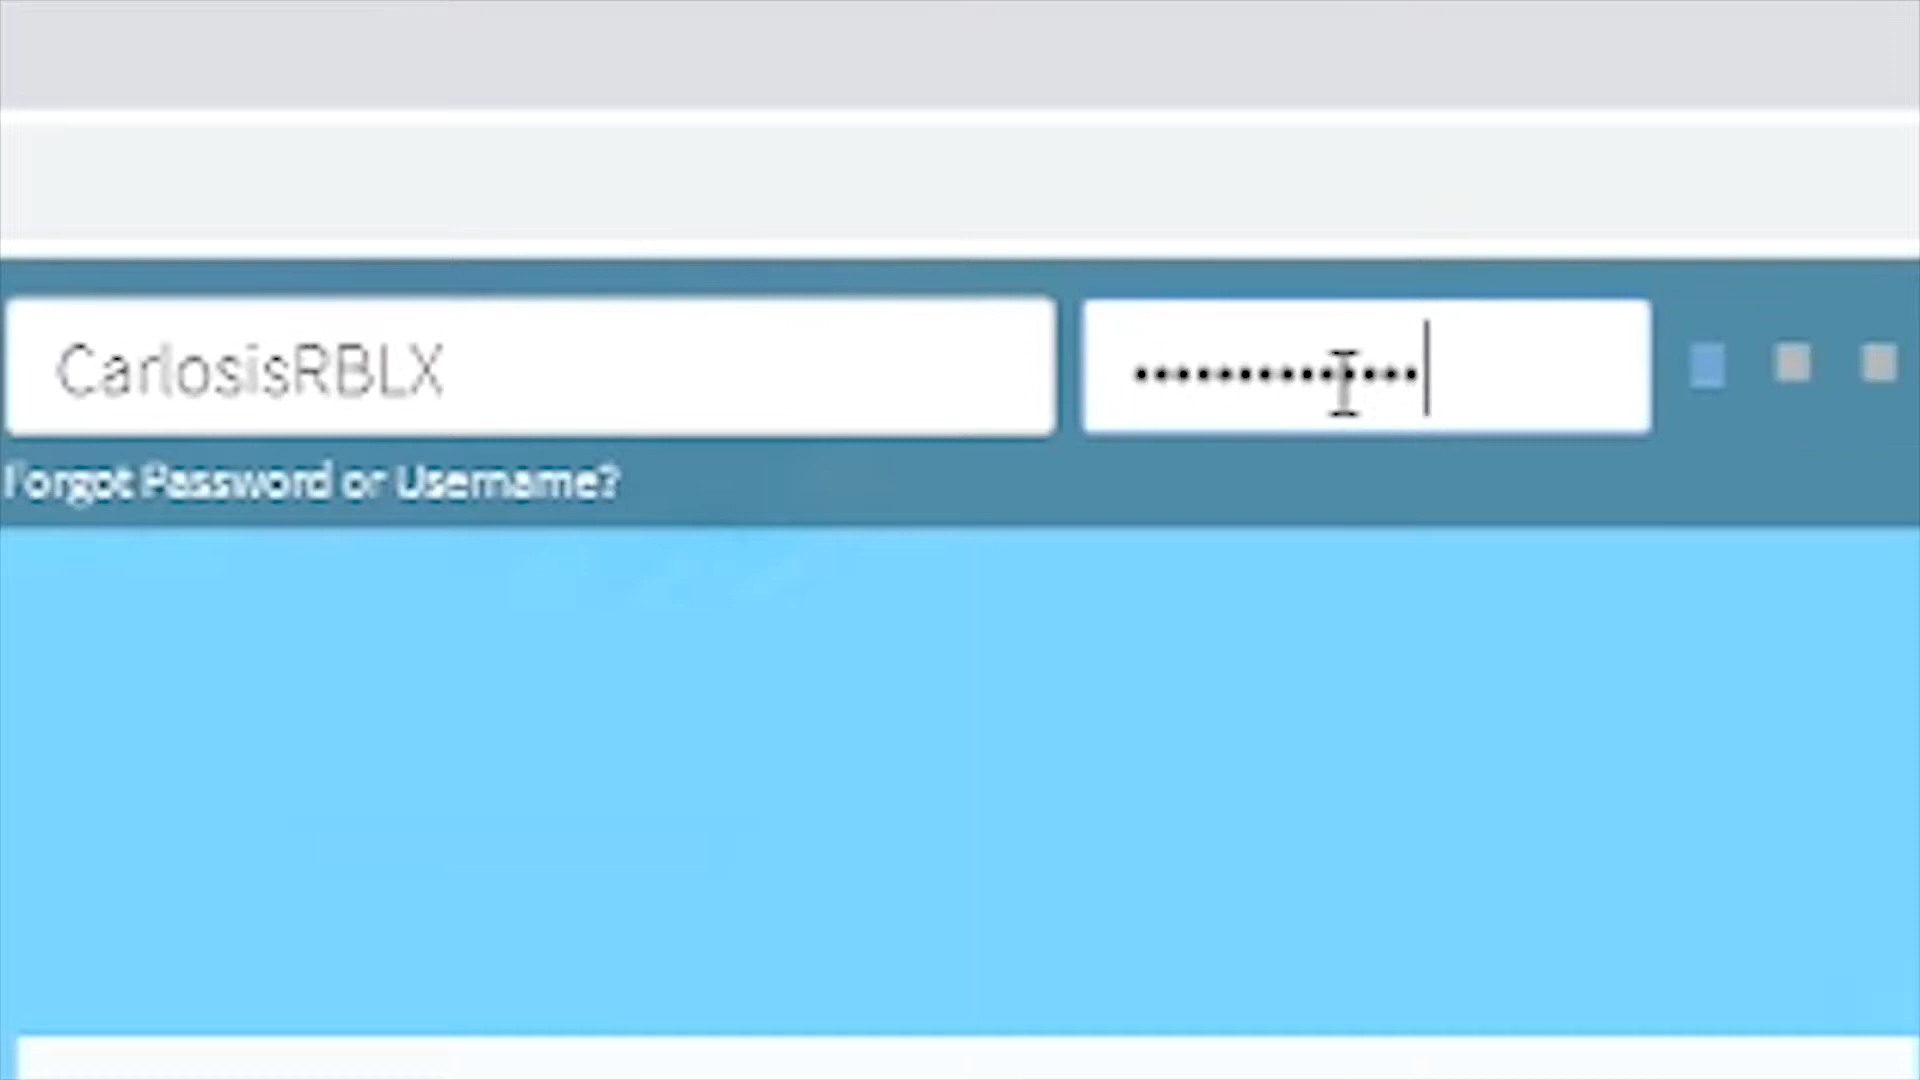 CarlosisRBLX
••••••••••••••
Forgot Password or Username?